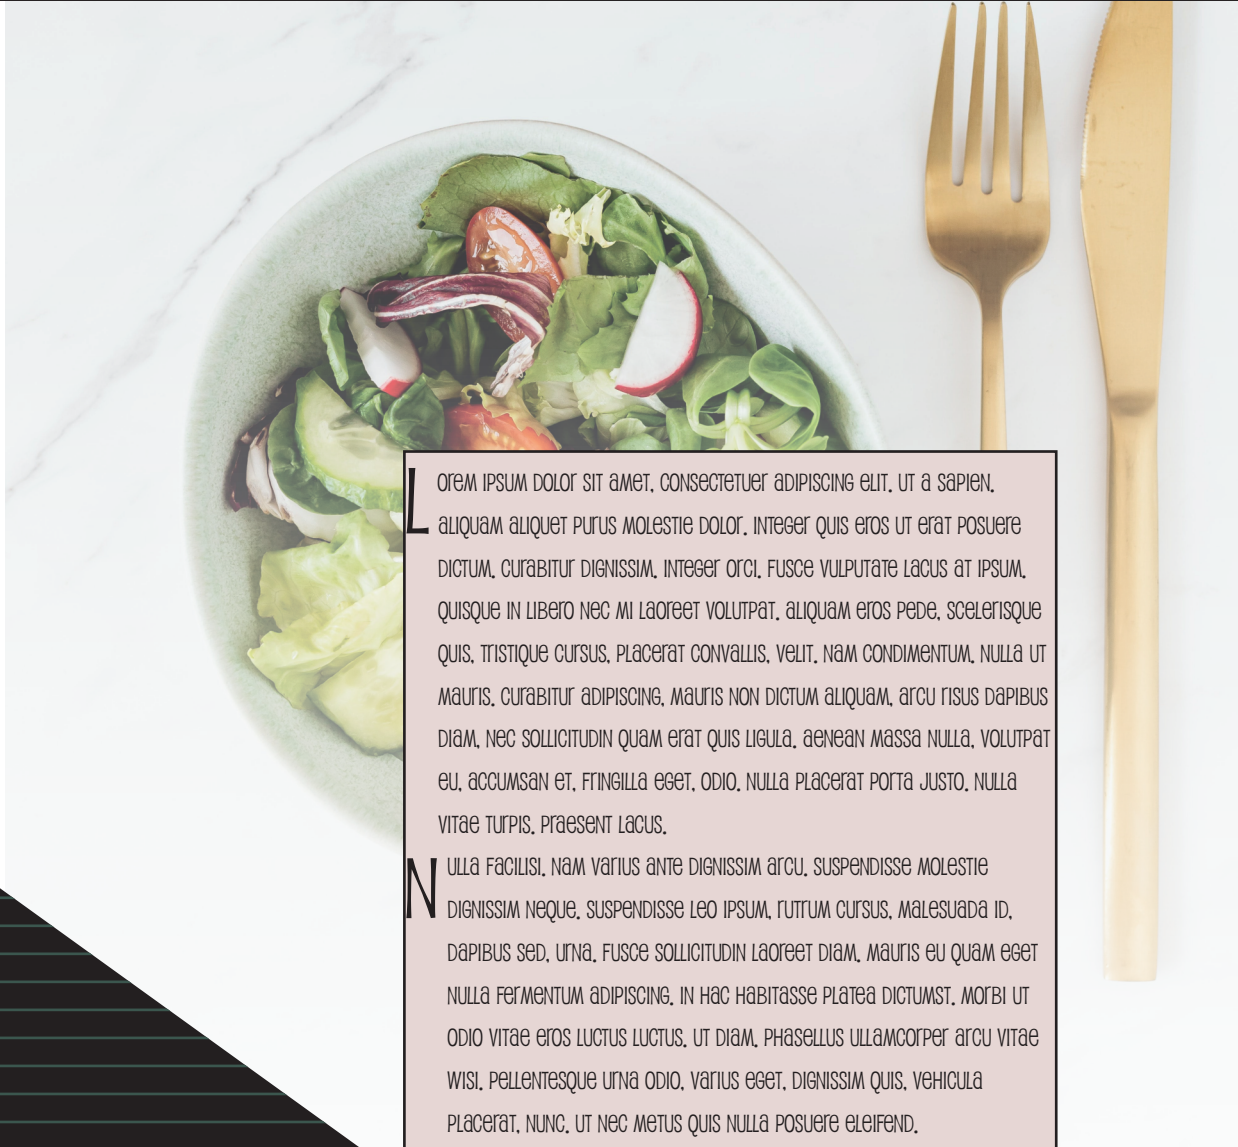 Lorem ipsum dolor sit amet, consectetuer adipiscing elit. Ut a sapien.
Aliquam aliquet purus molestie dolor. Integer quis eros ut erat posuere
dictum. Curabitur dignissim. Integer orci. Fusce vulputate lacus at ipsum.
Quisque in libero nec mi laoreet volutpat. Aliquam eros pede, scelerisque
quis, tristique cursus, placerat convallis, velit. Nam condimentum. Nulla ut
mauris. Curabitur adipiscing, mauris non dictum aliquam, arcu risus dapibus
diam, nec sollicitudin quam erat quis ligula. Aenean massa nulla, volutpat
eu, accumsan et, fringilla eget, odio. Nulla placerat porta justo. Nulla
vitae turpis. Praesent lacus.
Nulla facilisi. Nam varius ante dignissim arcu. Suspendisse molestie
dignissim neque. Suspendisse leo ipsum, rutrum cursus, malesuada id,
dapibus sed, urna. Fusce sollicitudin laoreet diam. Mauris eu quam eget
nulla fermentum adipiscing. In hac habitasse platea dictumst. Morbi ut
odio vitae eros luctus luctus. Ut diam. Phasellus ullamcorper arcu vitae
wisi. Pellentesque urna odio, varius eget, dignissim quis, vehicula
placerat, nunc. Ut nec metus quis nulla posuere eleifend.